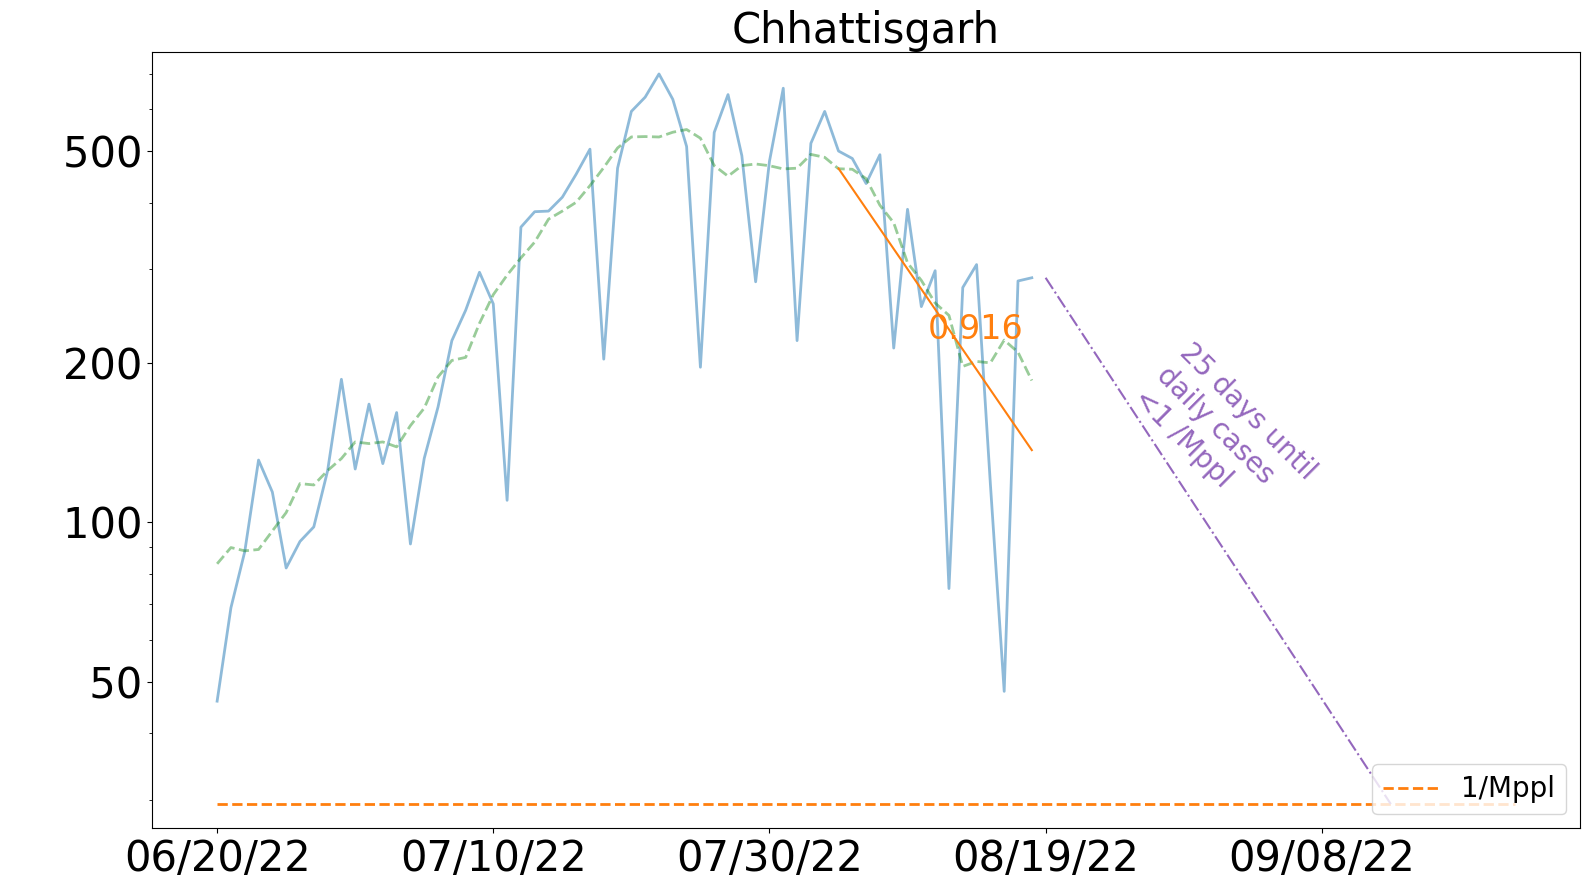 Chhattisgarh
500
200
100
50
0.916
25 days until
daily cases
<1 /Mppl
1/Mppl
06/20/22
07/10/22
07/30/22
08/19/22
09/08/22